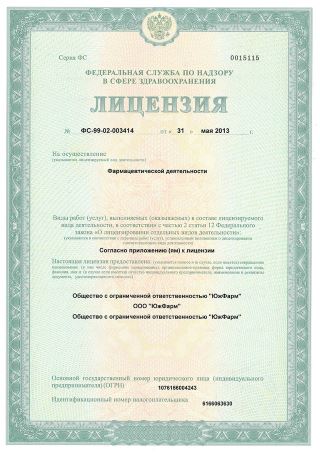 Серия ФС 0015115
ФЕДЕРАЛЬНАЯ СЛУЖБА ПО НАДЗОРУ
В СФЕРЕ ЗДРАВООХРАНЕНИЯ
ЛИЦЕНЗИЯ
№ ФС-99-02-003414 от « 31 » мая 2013 г.
На осуществление
(указывается лицензируемый вид деятельности)
Фармацевтической деятельности
Виды работ (услуг), выполняемых (оказываемых) в составе лицензируемого
вида деятельности, в соответствии с частью 2 статьи 12 Федерального
закона «О лицензировании отдельных видов деятельности»:
Согласно приложению (ям) к лицензии
Настоящая лицензия предоставлена
Общество с ограниченной ответственностью "ЮжФарм"
ООО "ЮжФарм"
Общество с ограниченной ответственностью "ЮжФарм"
Основной государственный номер юридического лица (индивидуального
предпринимателя) (ОГРН) 1076166004243
Идентификационный номер налогоплательщика 6166063630